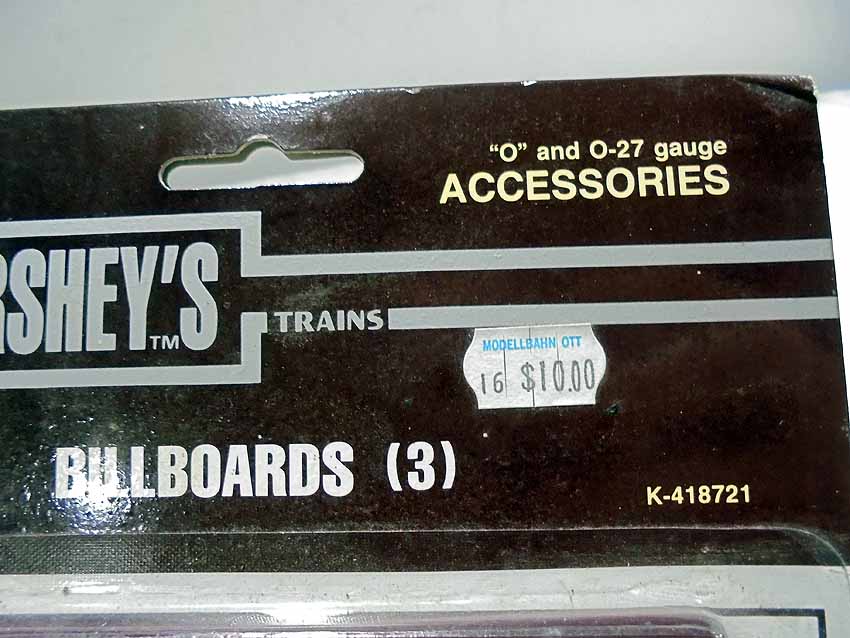 "O" and O-27 gauge
ACCESSORIES
RSHEY'S
TM
TRAINS
MODELLBAHN OTT
16 $10.00
BILLBOARDS (3)
K-418721